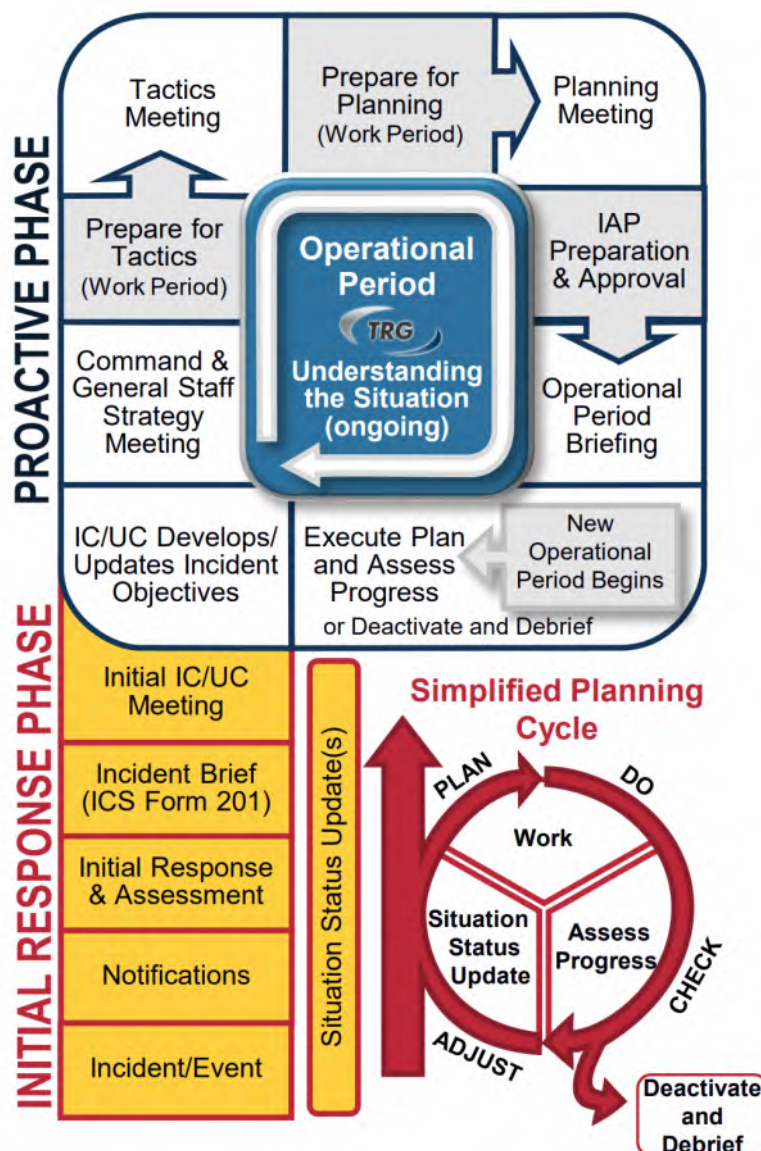 PROACTIVE PHASE
Tactics
Meeting
Prepare for
Planning
(Work Period)
Planning
Meeting
Prepare for
Tactics
(Work Period)
Operational
Period
TRG
Understanding
the Situation
(ongoing)
IAP
Preparation
& Approval
Command &
General Staff
Strategy
Meeting
Operational
Period
Briefing
IC/UC Develops/
Updates Incident
Objectives
Execute Plan
and Assess
Progress
or Deactivate and Debrief
New
Operational
Period Begins
INITIAL RESPONSE PHASE
Initial IC/UC
Meeting
Incident Brief
(ICS Form 201)
Initial Response
& Assessment
Notifications
Incident/Event
Situation Status Update(s)
Simplified Planning
Cycle
PLAN
DO
Work
Situation
Status
Update
Assess
Progress
CHECK
ADJUST
Deactivate
and
Debrief